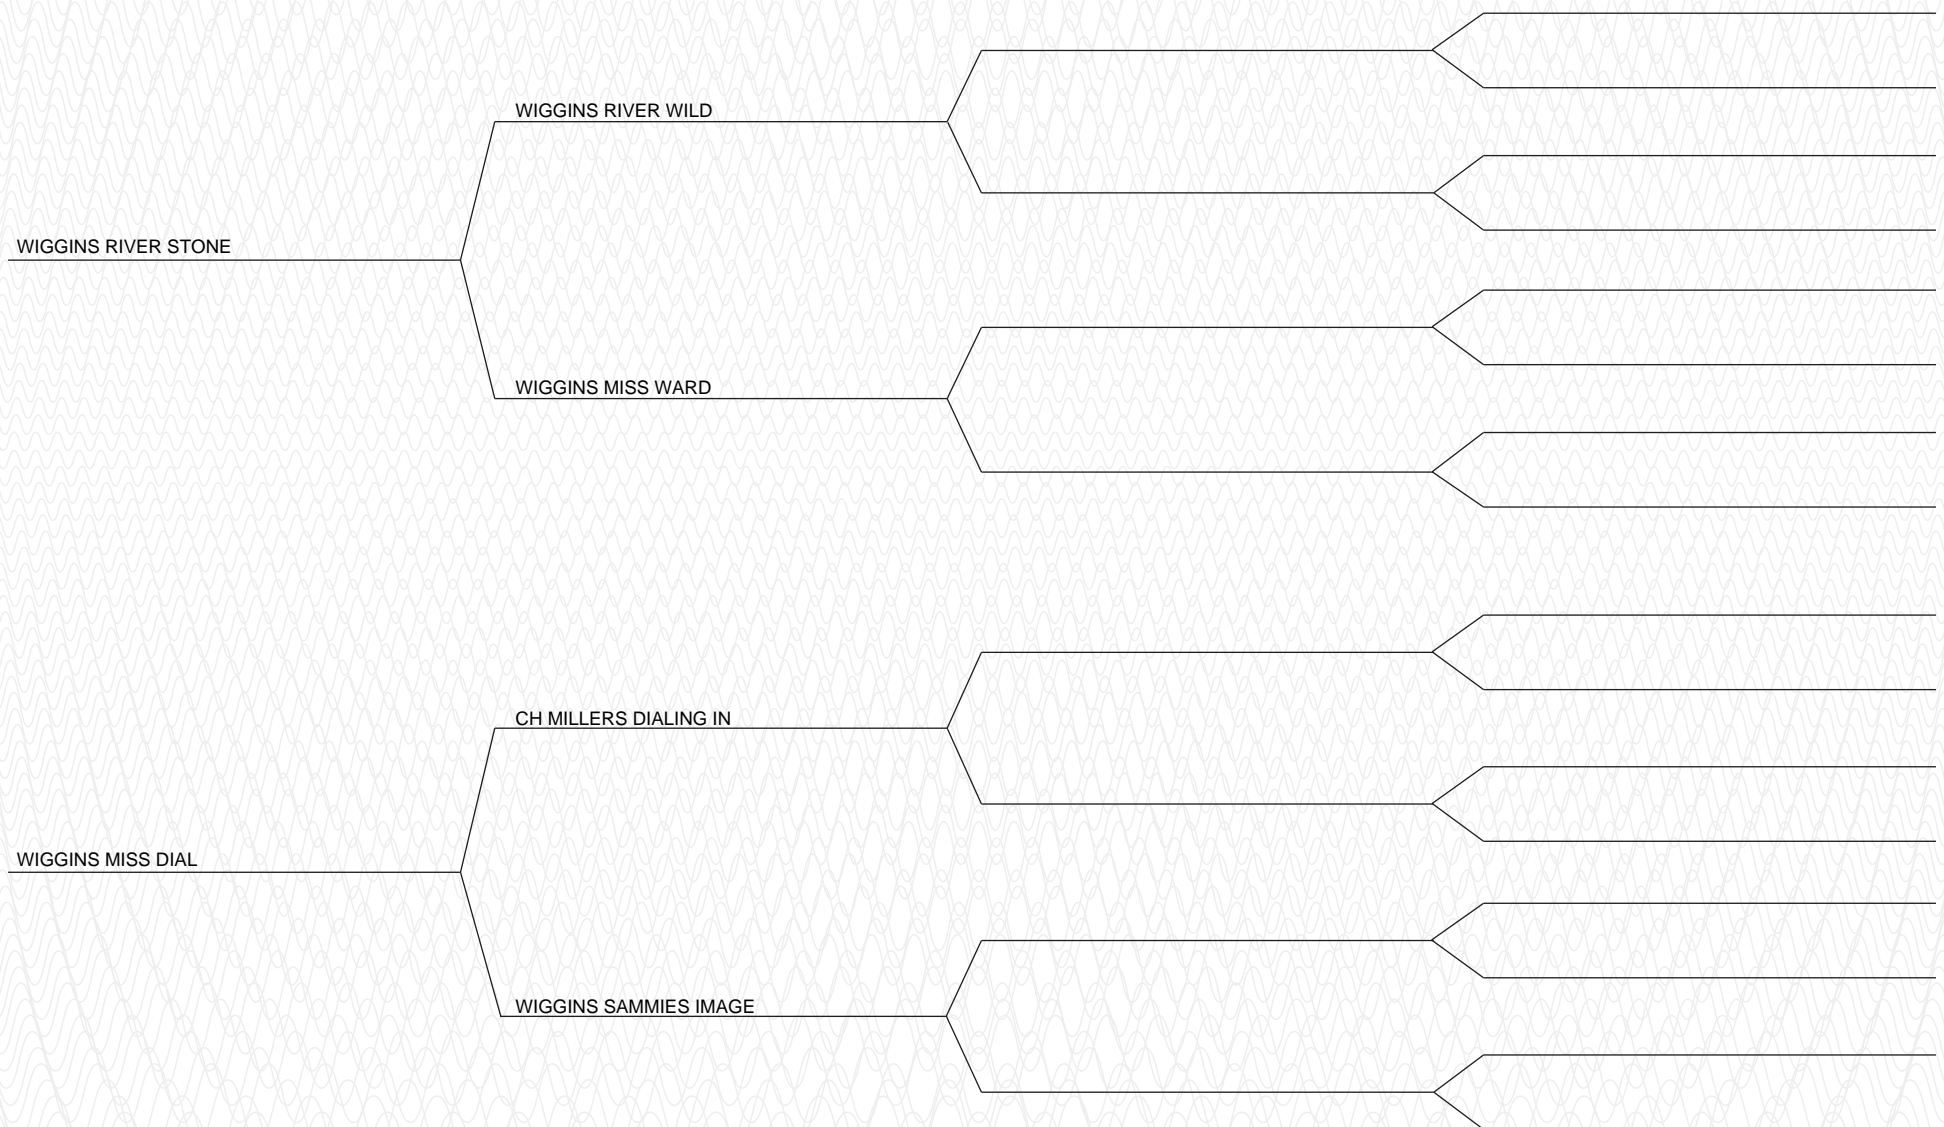 WIGGINS RIVER WILD
WIGGINS RIVER STONE
WIGGINS MISS WARD
CH MILLERS DIALING IN
WIGGINS MISS DIAL
WIGGINS SAMMIES IMAGE